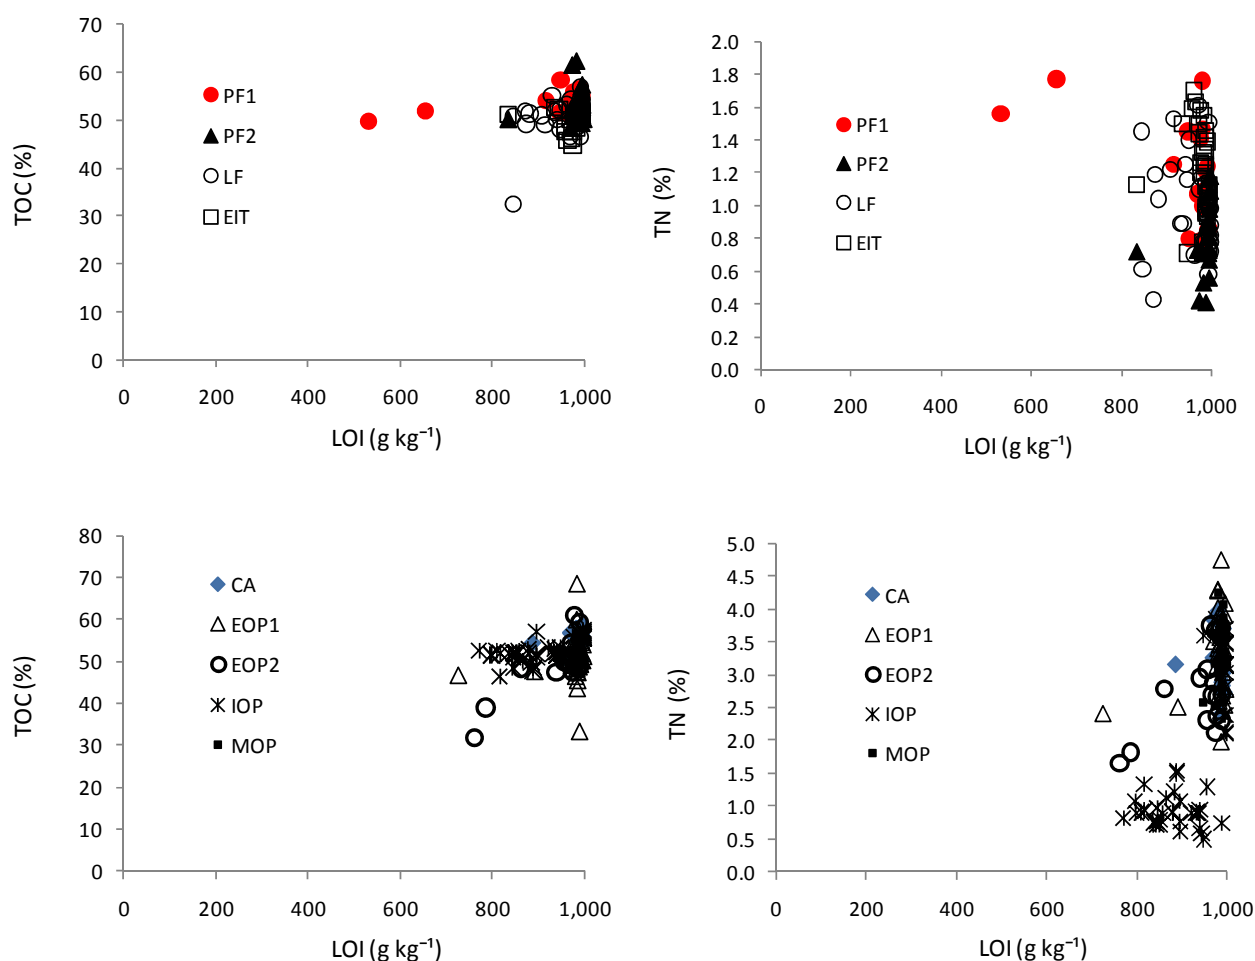 70
60
50
40
30
20
10
0
TOC (%)
PF1
PF2
LF
EIT
0 200 400 600 800 1,000
LOI (g kg⁻¹)
2.0
1.8
1.6
1.4
1.2
1.0
0.8
0.6
0.4
0.2
0.0
TN (%)
PF1
PF2
LF
EIT
0 200 400 600 800 1,000
LOI (g kg⁻¹)
80
70
60
50
40
30
20
10
0
TOC (%)
CA
EOP1
EOP2
IOP
MOP
0 200 400 600 800 1,000
LOI (g kg⁻¹)
5.0
4.5
4.0
3.5
3.0
2.5
2.0
1.5
1.0
0.5
0.0
TN (%)
CA
EOP1
EOP2
IOP
MOP
0 200 400 600 800 1,000
LOI (g kg⁻¹)